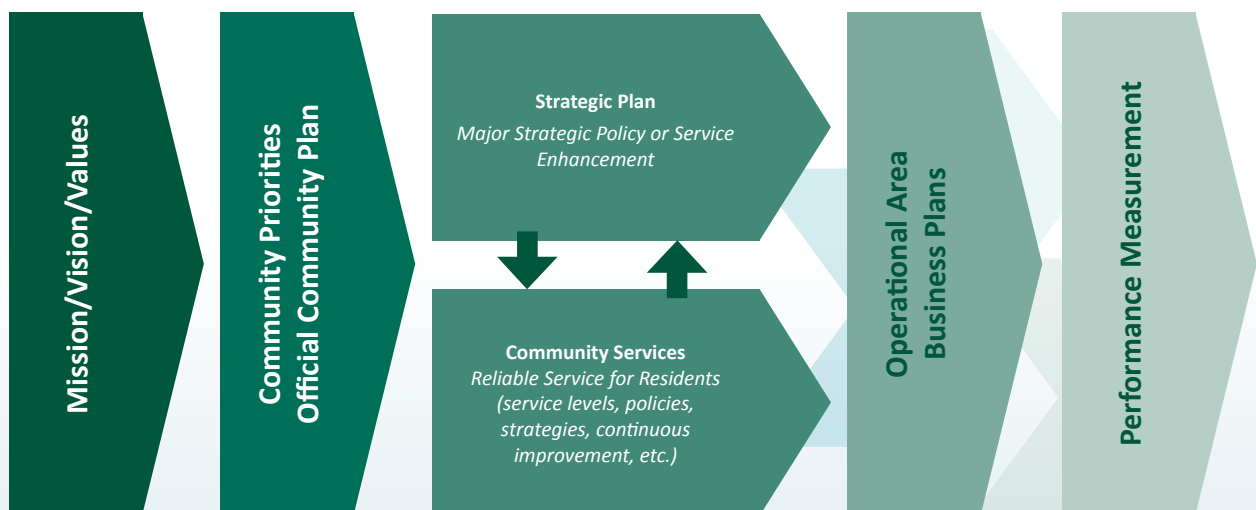 Mission/Vision/Values
Community Priorities
Official Community Plan
Strategic Plan
Major Strategic Policy or Service
Enhancement
Community Services
Reliable Service for Residents
(service levels, policies,
strategies, continuous
improvement, etc.)
Operational Area
Business Plans
Performance Measurement